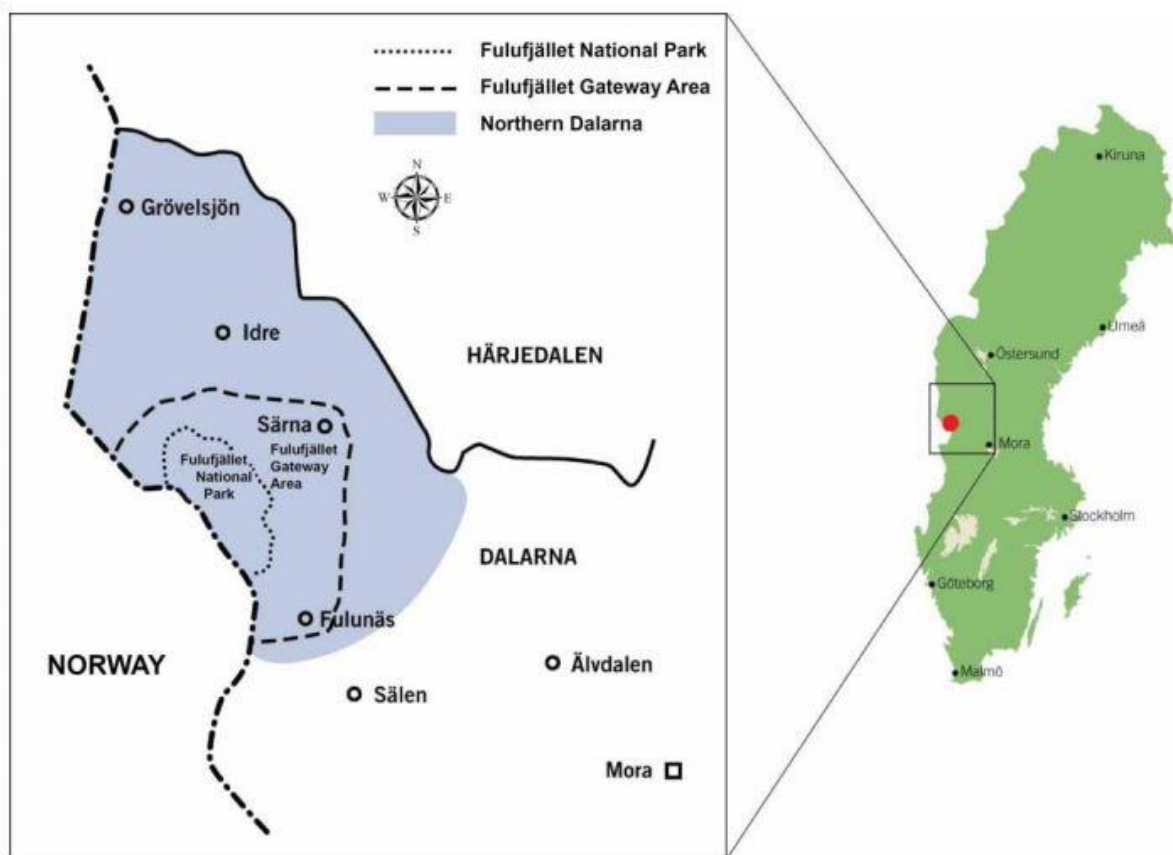 Fulufjället National Park
Fulufjället Gateway Area
Northern Dalarna
N
W E
S
Grövelsjön
Idre
HÄRJEDALEN
Särna
Fulufjället
Gateway
Area
Fulufjället
National
Park
DALARNA
Fulunäs
NORWAY
Älvdalen
Sälen
Mora
Kiruna
Umeå
Östersund
Mora
Stockholm
Göteborg
Malmö